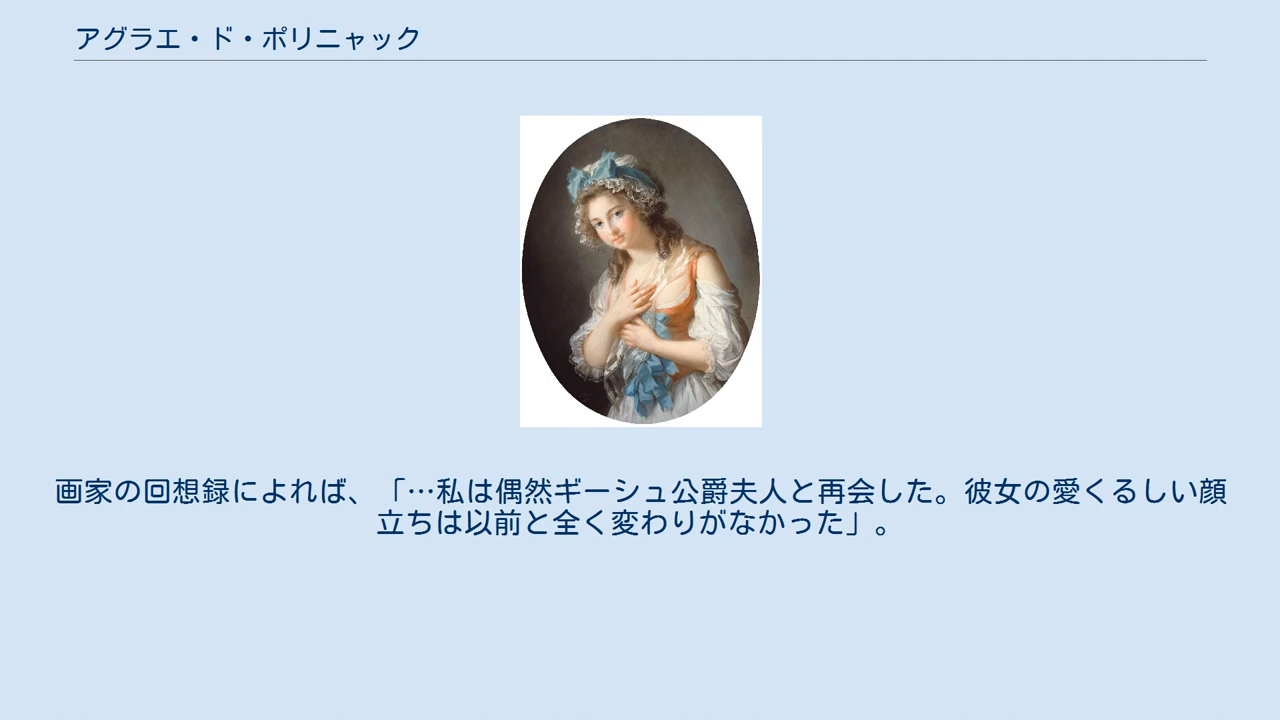 アグラエ・ド・ポリニャック
画家の回想録によれば、「…私は偶然ギーシュ公爵夫人と再会した。彼女の愛くるしい顔
立ちは以前と全く変わりがなかった」。